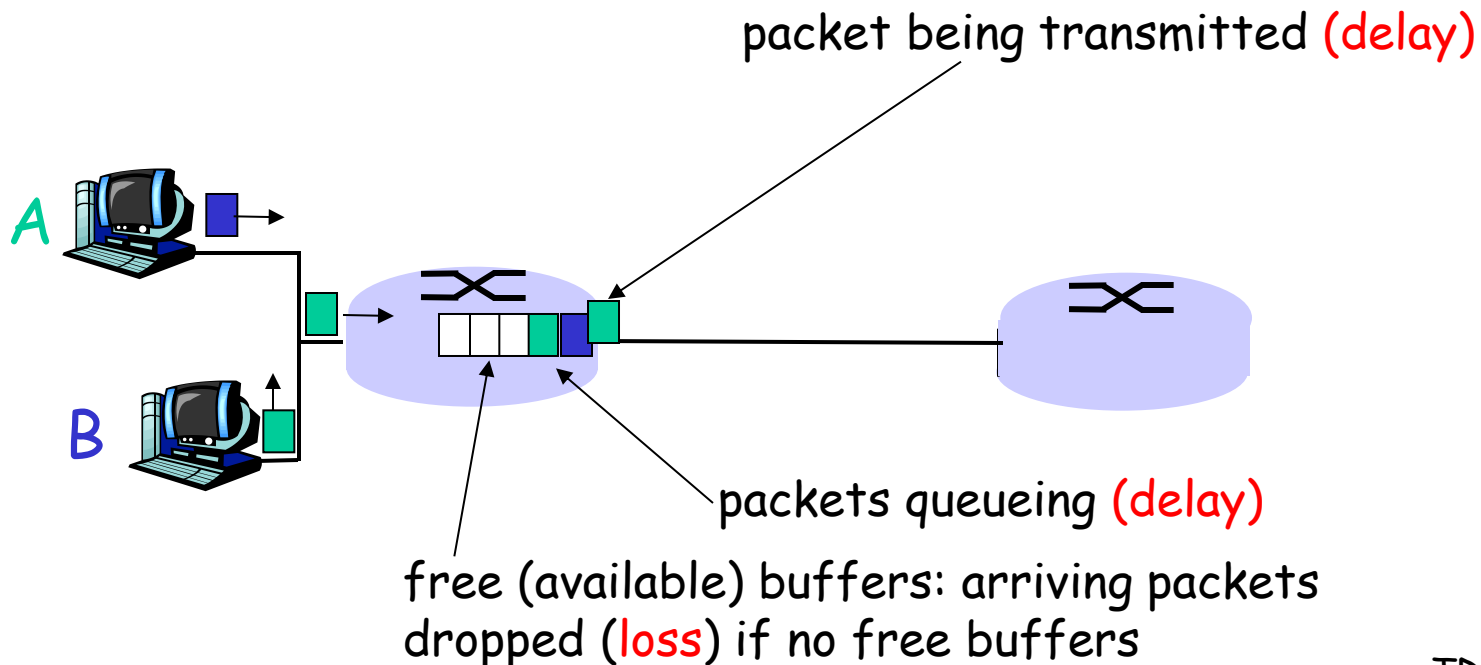 packet being transmitted (delay)
A
B
packets queueing (delay)
free (available) buffers: arriving packets
dropped (loss) if no free buffers